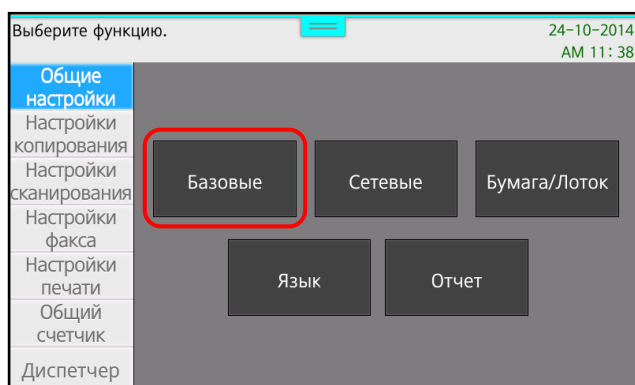 Выберите функцию.
24-10-2014
AM 11:38
Общие
настройки
Настройки
копирования
Настройки
сканирования
Настройки
факса
Настройки
печати
Общий
счетчик
Диспетчер
Базовые
Сетевые
Бумага/Лоток
Язык
Отчет